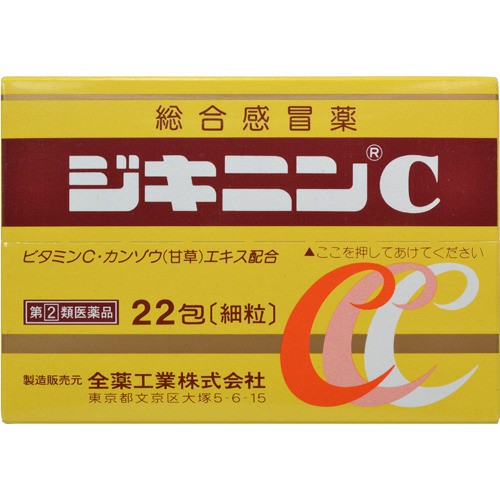 総合感冒薬
ジキニン®C
ビタミンC・カンゾウ(甘草)エキス配合
▲ここを押してあけてください
指定②類医薬品
22包〔細粒〕
CCC
製造販売元 全薬工業株式会社
東京都文京区大塚5-6-15